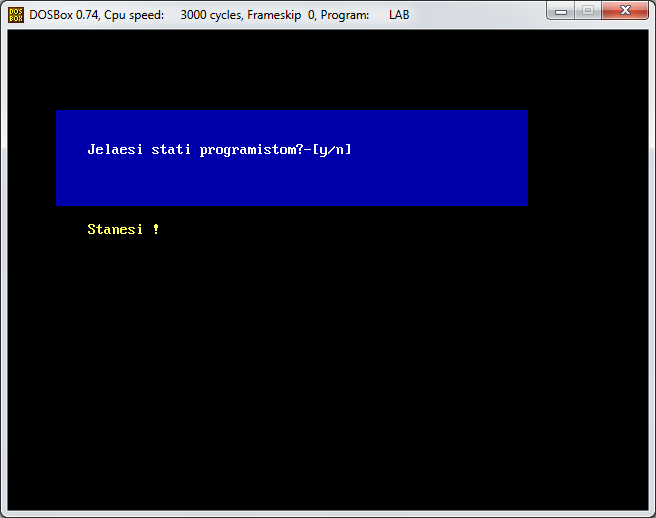 DOSBox 0.74, Cpu speed: 3000 cycles, Frameskip 0, Program: LAB
Jelaesi stati programistom?-[y/n]
Stanesi !